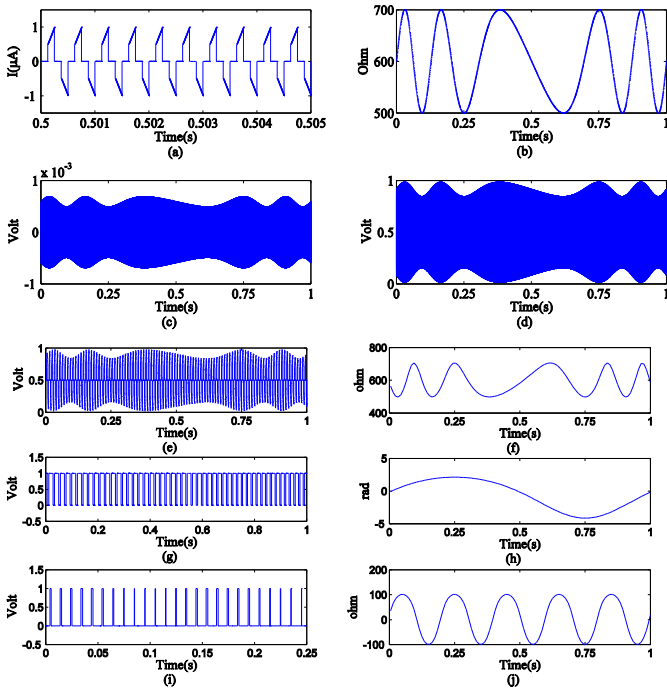 I(μA)
1
0
-1
0.5 0.501 0.502 0.503 0.504 0.505
Time(s)
(a)
Ohm
700
600
500
0 0.25 0.5 0.75 1
Time(s)
(b)
x 10-3
Volt
1
0
-1
0 0.25 0.5 0.75 1
Time(s)
(c)
Volt
1
0.5
0
0 0.25 0.5 0.75 1
Time(s)
(d)
Volt
1
0.5
0
0 0.25 0.5 0.75 1
Time(s)
(e)
ohm
800
600
400
0 0.25 0.5 0.75 1
Time(s)
(f)
Volt
1.5
1
0.5
0
-0.5
0 0.2 0.4 0.6 0.8 1
Time(s)
(g)
rad
5
0
-5
0 0.25 0.5 0.75 1
Time(s)
(h)
Volt
1.5
1
0.5
0
-0.5
0 0.05 0.1 0.15 0.2 0.25
Time(s)
(i)
ohm
100
0
-100
0 0.25 0.5 0.75 1
Time(s)
(j)